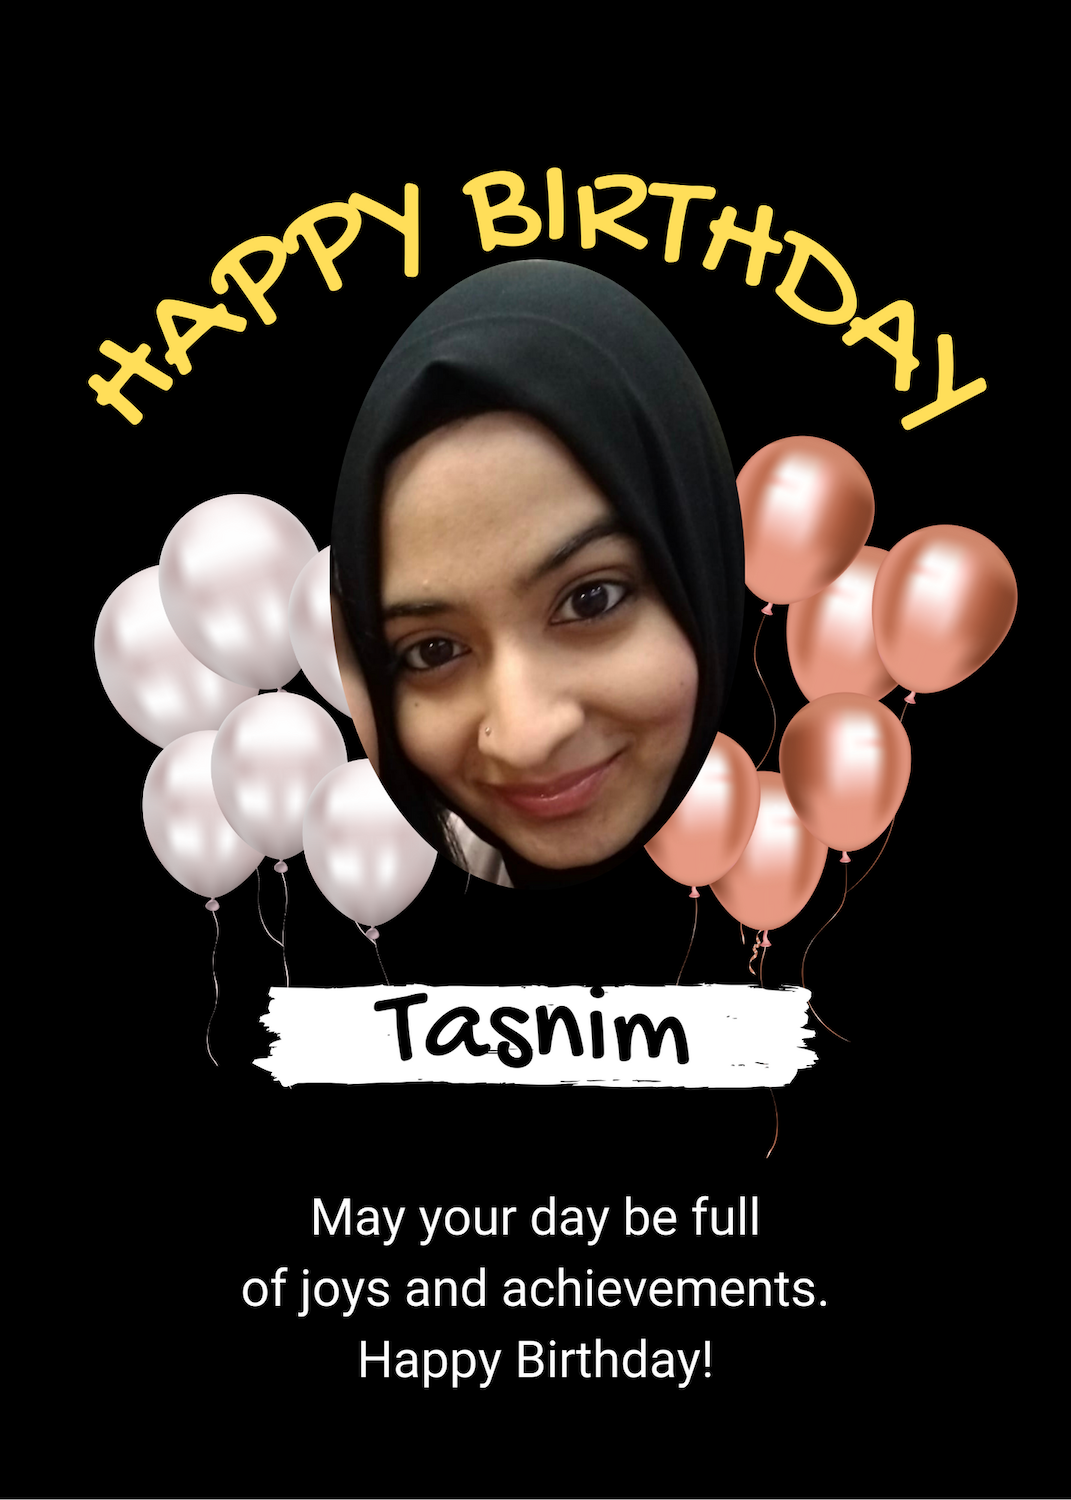 HAPPY BIRTHDAY
Tasnim
May your day be full
of joys and achievements.
Happy Birthday!